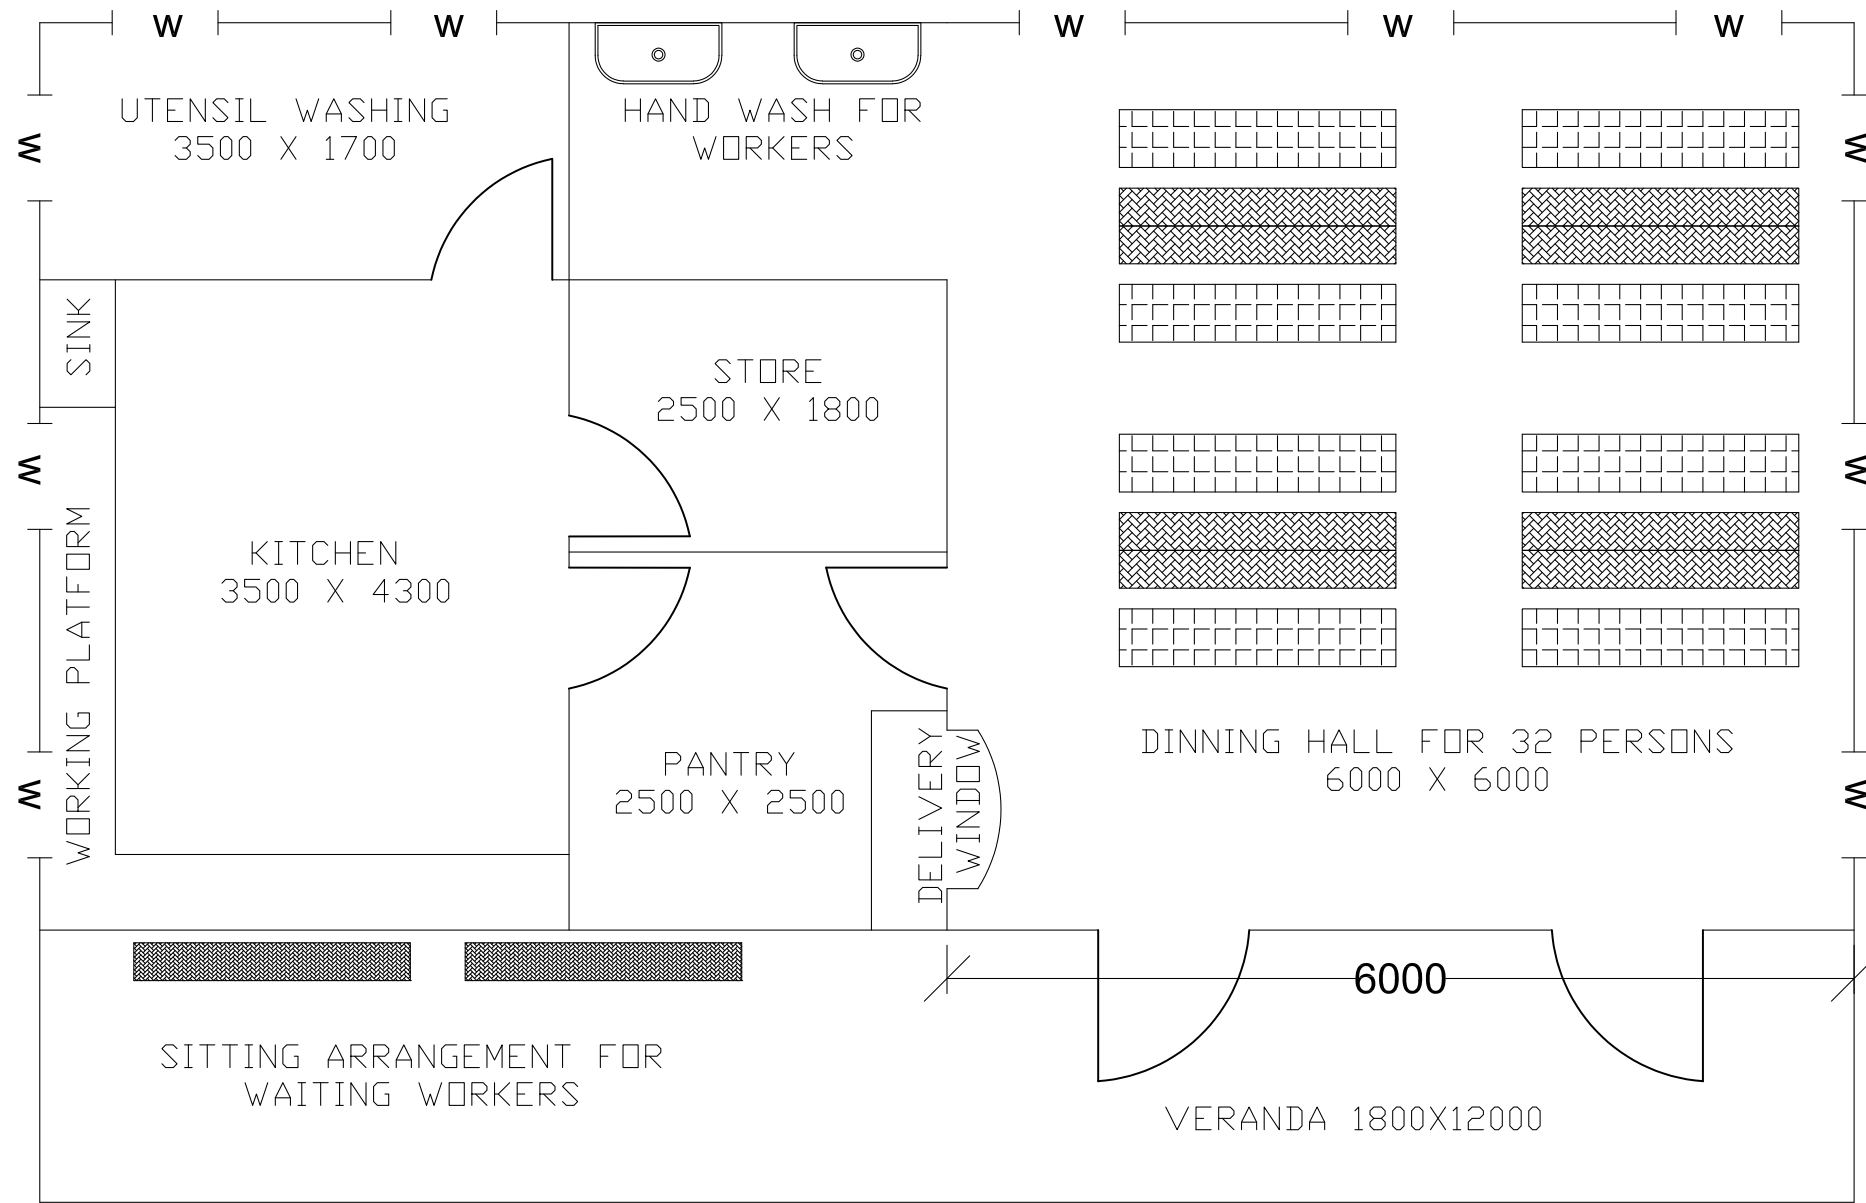 W
W
W
W
W
UTENSIL WASHING
3500 X 1700
HAND WASH FOR
WORKERS
W
W
SINK
STORE
2500 X 1800
W
W
KITCHEN
3500 X 4300
WORKING PLATFORM
PANTRY
2500 X 2500
DELIVERY
WINDOW
DINNING HALL FOR 32 PERSONS
6000 X 6000
W
W
6000
SITTING ARRANGEMENT FOR
WAITING WORKERS
VERANDA 1800X12000